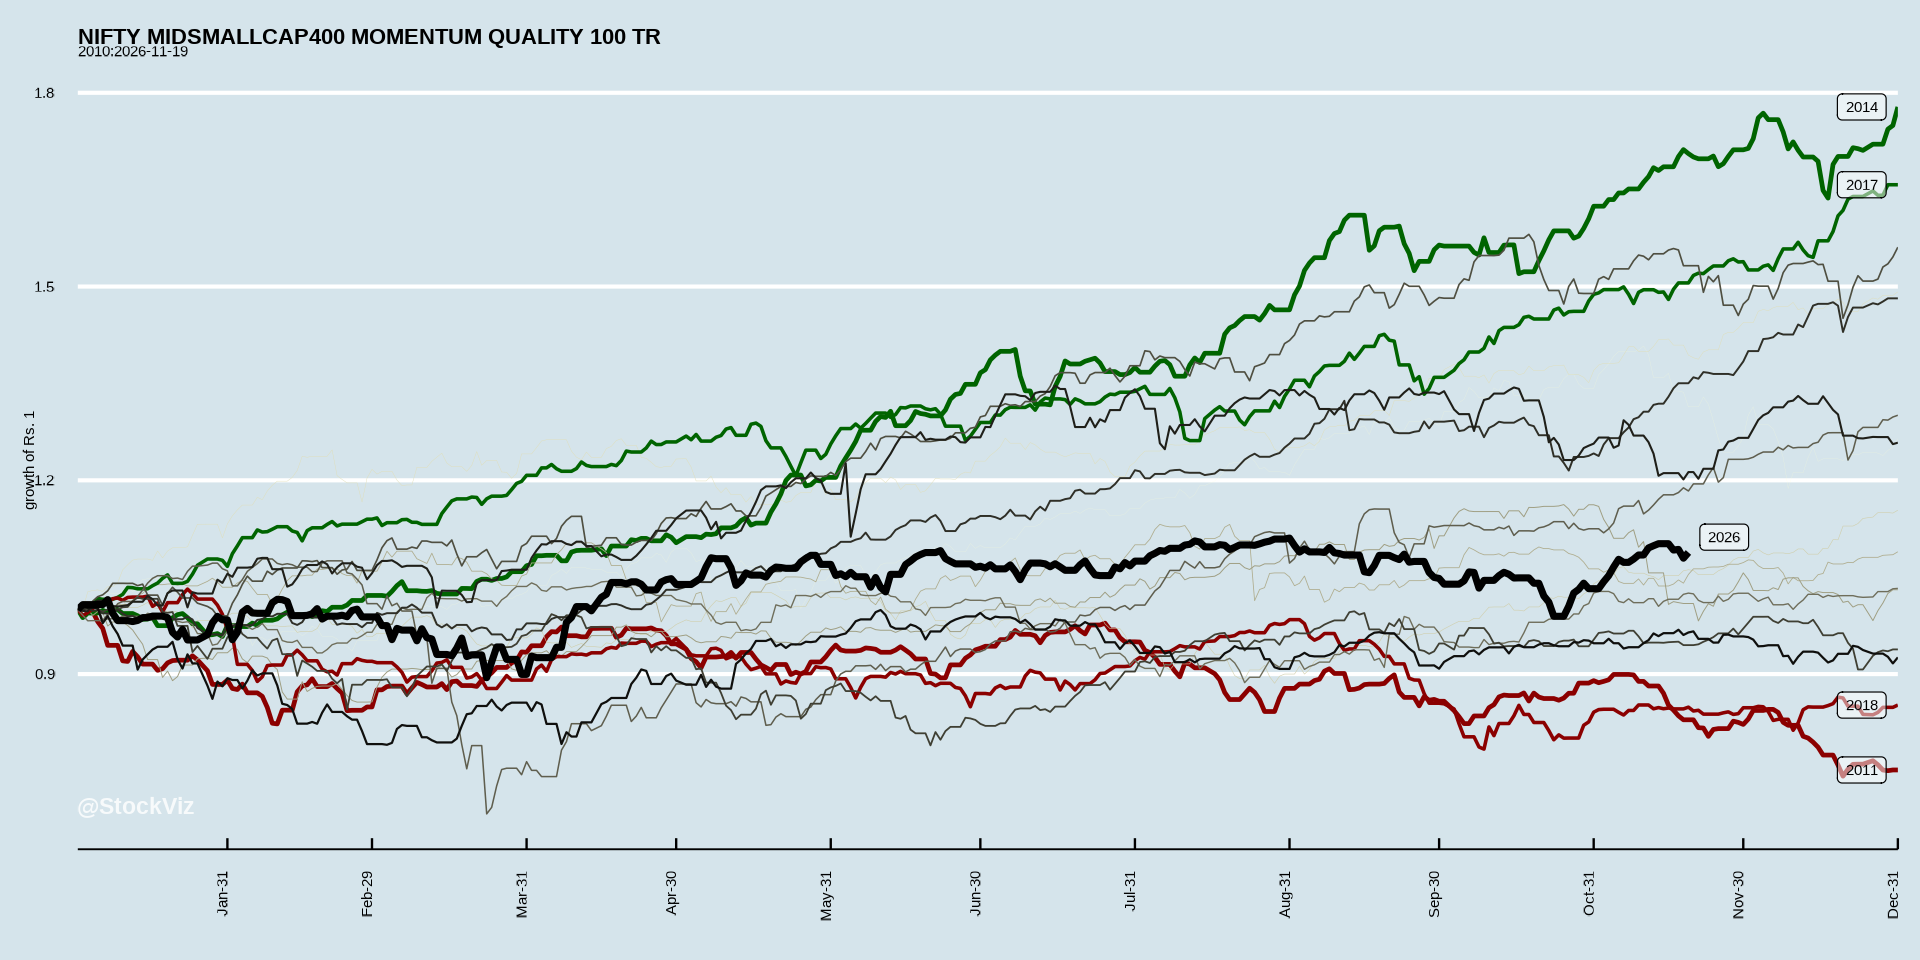 NIFTY MIDSMALLCAP400 MOMENTUM QUALITY 100 TR
2010:2026-11-19
1.8
1.5
1.2
0.9
growth of Rs. 1
2014
2017
2026
2018
2011
@StockViz
Jan-31
Feb-29
Mar-31
Apr-30
May-31
Jun-30
Jul-31
Aug-31
Sep-30
Oct-31
Nov-30
Dec-31